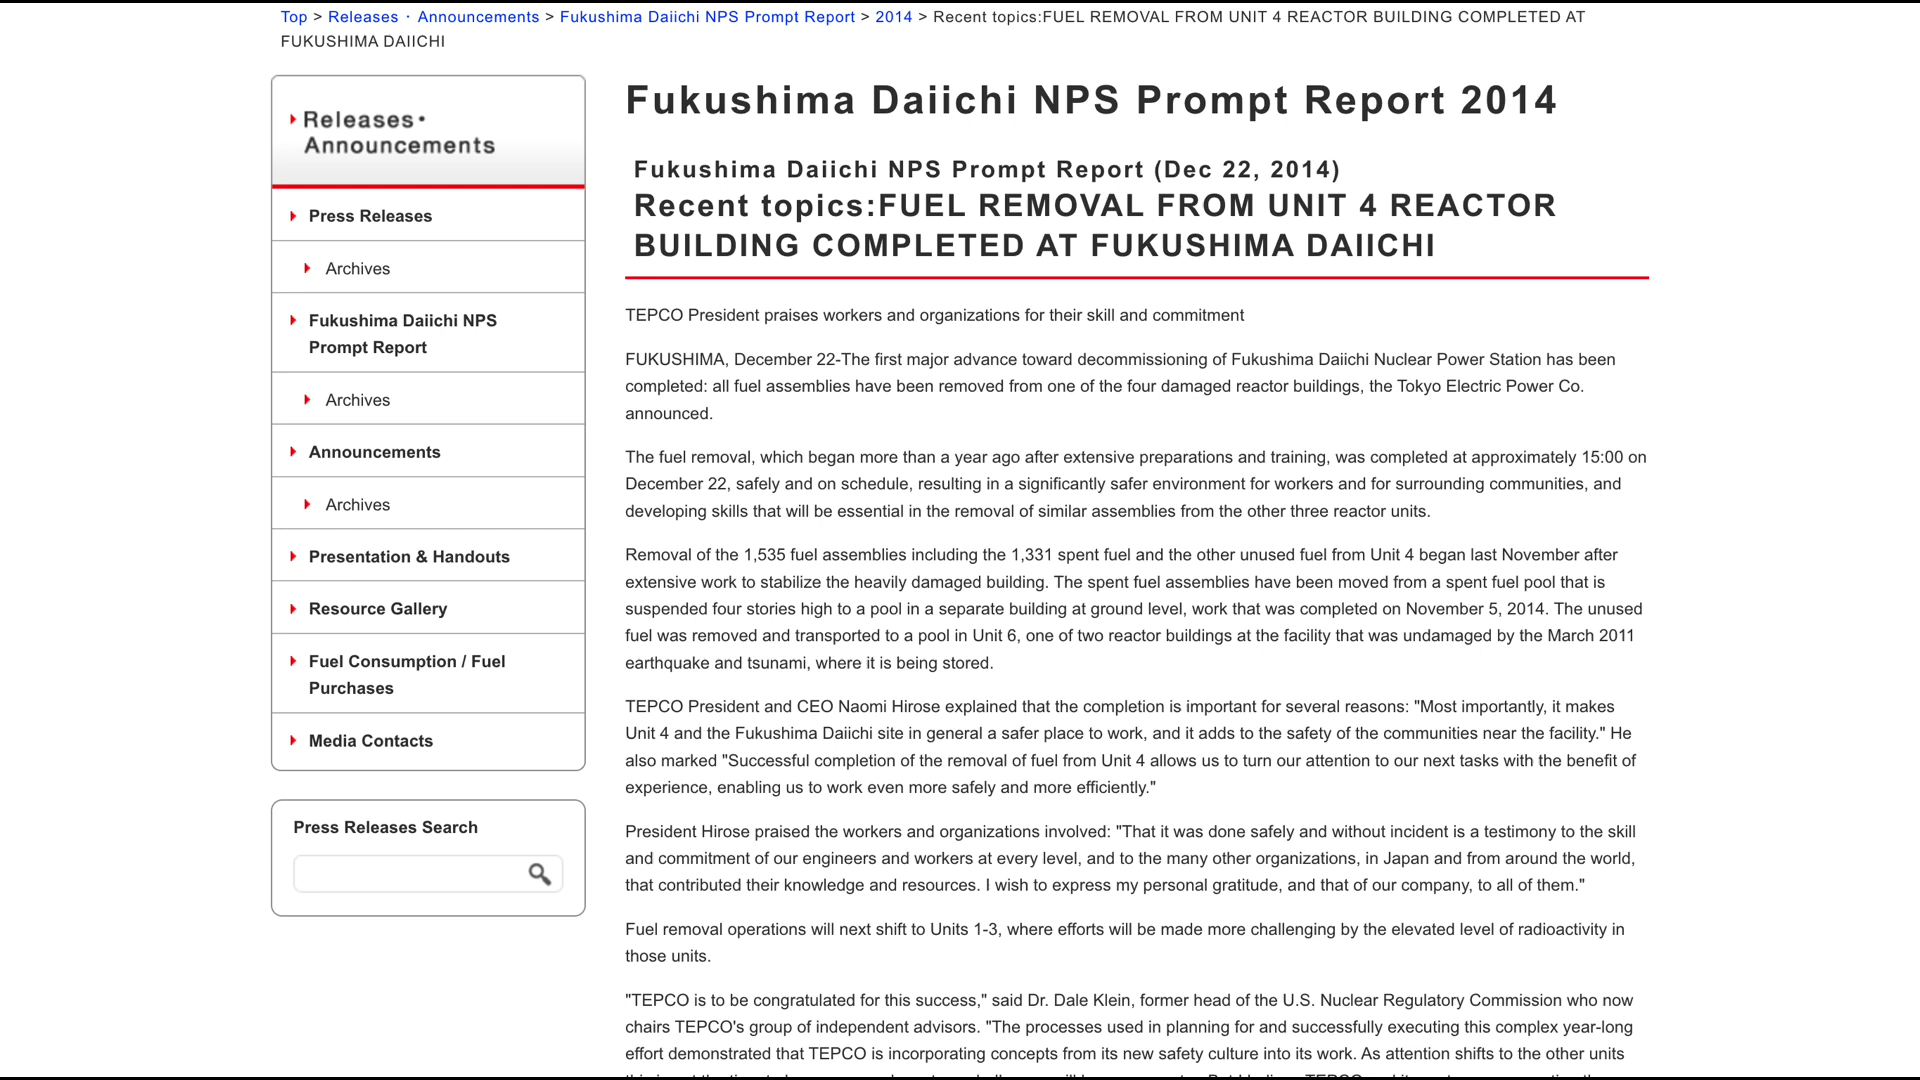 Top > Releases ・ Announcements > Fukushima Daiichi NPS Prompt Report > 2014 > Recent topics:FUEL REMOVAL FROM UNIT 4 REACTOR BUILDING COMPLETED AT
FUKUSHIMA DAIICHI
Releases・
Announcements
Press Releases
Archives
Fukushima Daiichi NPS
Prompt Report
Archives
Announcements
Archives
Presentation & Handouts
Resource Gallery
Fuel Consumption / Fuel
Purchases
Media Contacts
Press Releases Search
Fukushima Daiichi NPS Prompt Report 2014
Fukushima Daiichi NPS Prompt Report (Dec 22, 2014)
Recent topics:FUEL REMOVAL FROM UNIT 4 REACTOR
BUILDING COMPLETED AT FUKUSHIMA DAIICHI
TEPCO President praises workers and organizations for their skill and commitment
FUKUSHIMA, December 22-The first major advance toward decommissioning of Fukushima Daiichi Nuclear Power Station has been
completed: all fuel assemblies have been removed from one of the four damaged reactor buildings, the Tokyo Electric Power Co.
announced.
The fuel removal, which began more than a year ago after extensive preparations and training, was completed at approximately 15:00 on
December 22, safely and on schedule, resulting in a significantly safer environment for workers and for surrounding communities, and
developing skills that will be essential in the removal of similar assemblies from the other three reactor units.
Removal of the 1,535 fuel assemblies including the 1,331 spent fuel and the other unused fuel from Unit 4 began last November after
extensive work to stabilize the heavily damaged building. The spent fuel assemblies have been moved from a spent fuel pool that is
suspended four stories high to a pool in a separate building at ground level, work that was completed on November 5, 2014. The unused
fuel was removed and transported to a pool in Unit 6, one of two reactor buildings at the facility that was undamaged by the March 2011
earthquake and tsunami, where it is being stored.
TEPCO President and CEO Naomi Hirose explained that the completion is important for several reasons: "Most importantly, it makes
Unit 4 and the Fukushima Daiichi site in general a safer place to work, and it adds to the safety of the communities near the facility." He
also marked "Successful completion of the removal of fuel from Unit 4 allows us to turn our attention to our next tasks with the benefit of
experience, enabling us to work even more safely and more efficiently."
President Hirose praised the workers and organizations involved: "That it was done safely and without incident is a testimony to the skill
and commitment of our engineers and workers at every level, and to the many other organizations, in Japan and from around the world,
that contributed their knowledge and resources. I wish to express my personal gratitude, and that of our company, to all of them."
Fuel removal operations will next shift to Units 1-3, where efforts will be made more challenging by the elevated level of radioactivity in
those units.
"TEPCO is to be congratulated for this success," said Dr. Dale Klein, former head of the U.S. Nuclear Regulatory Commission who now
chairs TEPCO's group of independent advisors. "The processes used in planning for and successfully executing this complex year-long
effort demonstrated that TEPCO is incorporating concepts from its new safety culture into its work. As attention shifts to the other units